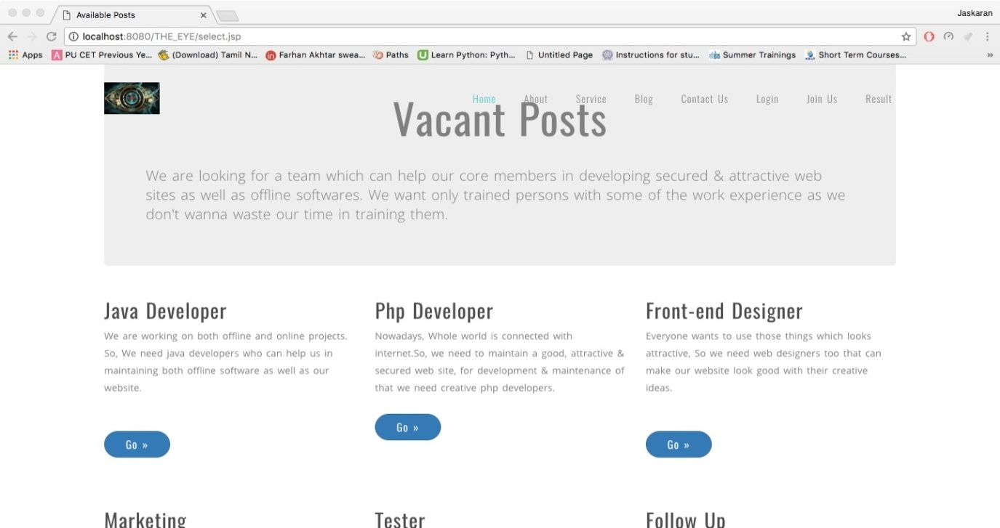 Available Posts
Jaskaran
localhost:8080/THE_EYE/select.jsp
Apps PU CET Previous Ye... (Download) Tamil N... Farhan Akhtar swea... Paths Learn Python: Pyth... Untitled Page Instructions for stu... Summer Trainings Short Term Courses... »
Home About Service Blog Contact Us Login Join Us Result
Vacant Posts
We are looking for a team which can help our core members in developing secured & attractive web
sites as well as offline softwares. We want only trained persons with some of the work experience as we
don't wanna waste our time in training them.
Java Developer
We are working on both offline and online projects.
So, We need java developers who can help us in
maintaining both offline software as well as our
website.
Go »
Php Developer
Nowadays, Whole world is connected with
internet.So, we need to maintain a good, attractive &
secured web site, for development & maintenance of
that we need creative php developers.
Go »
Front-end Designer
Everyone wants to use those things which looks
attractive, So we need web designers too that can
make our website look good with their creative
ideas.
Go »
Marketing
Tester
Follow Up